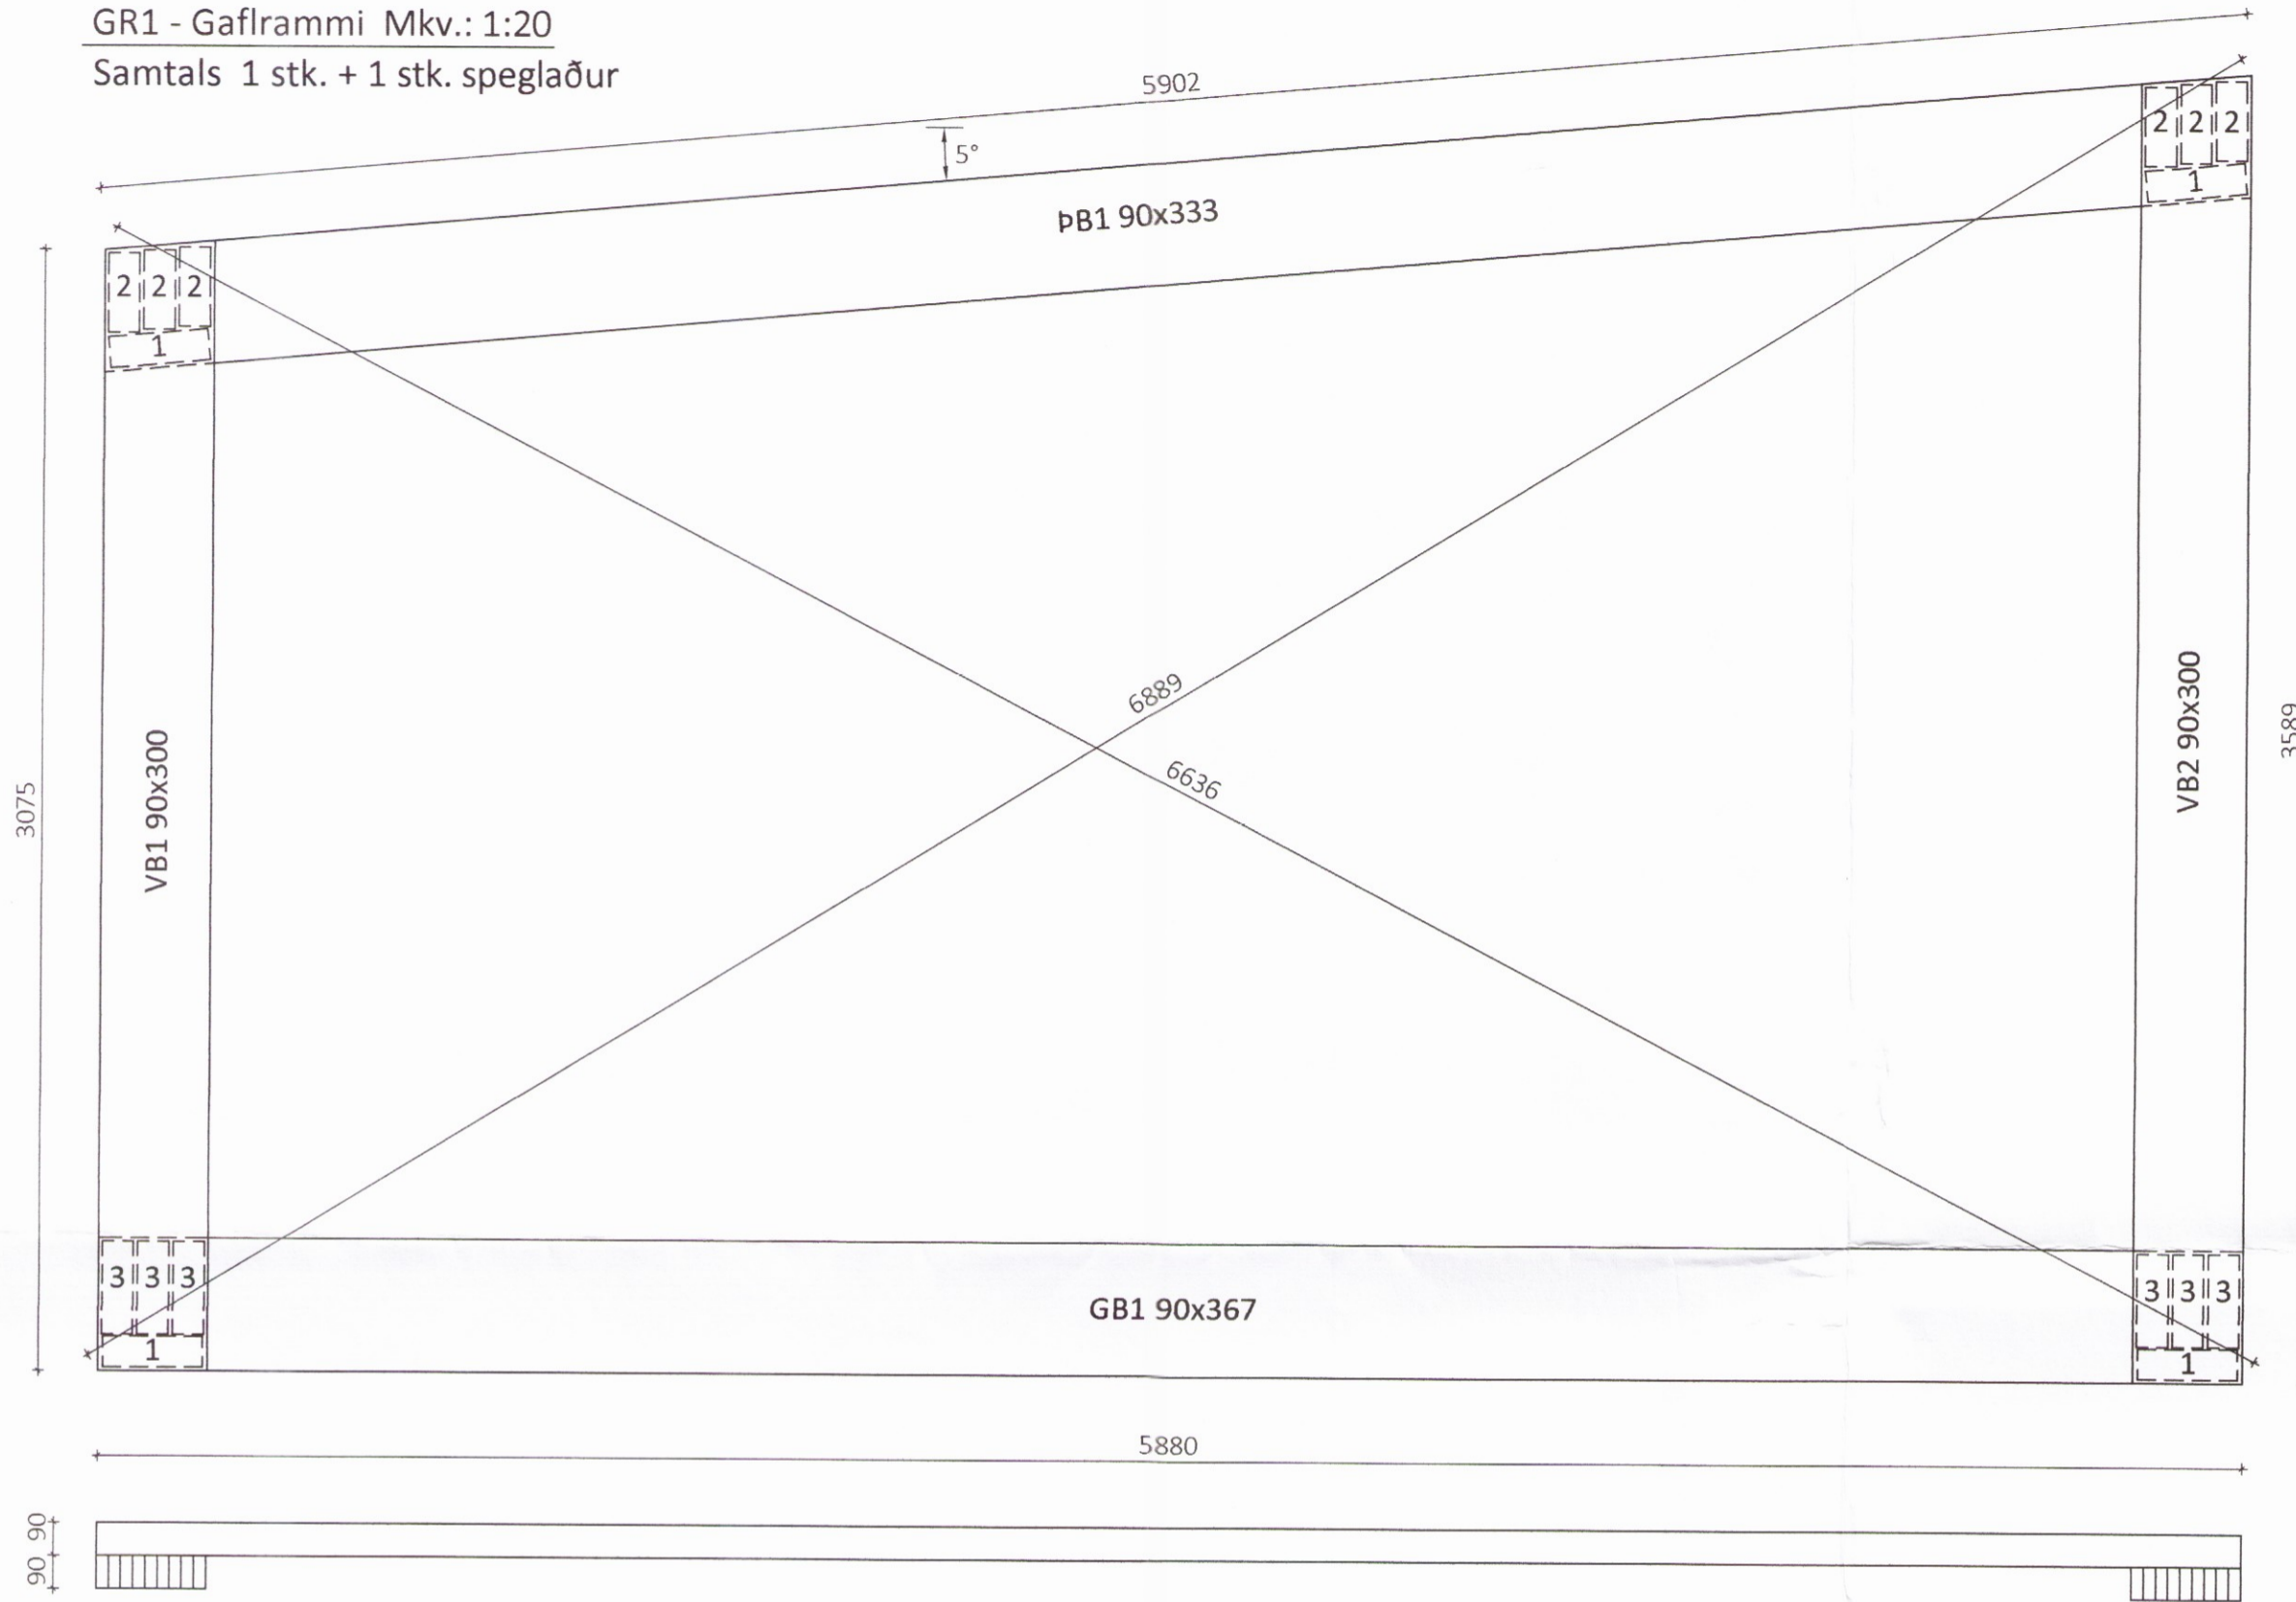 GR1 - Gaflrammi Mkv.: 1:20
Samtals 1 stk. + 1 stk. speglaður
5902
5°
ÞB1 90x333
2 2 2
1
2 2 2
1
6889
6636
3075
VB1 90x300
VB2 90x300
3589
3 3 3
1
GB1 90x367
3 3 3
1
5880
90
90